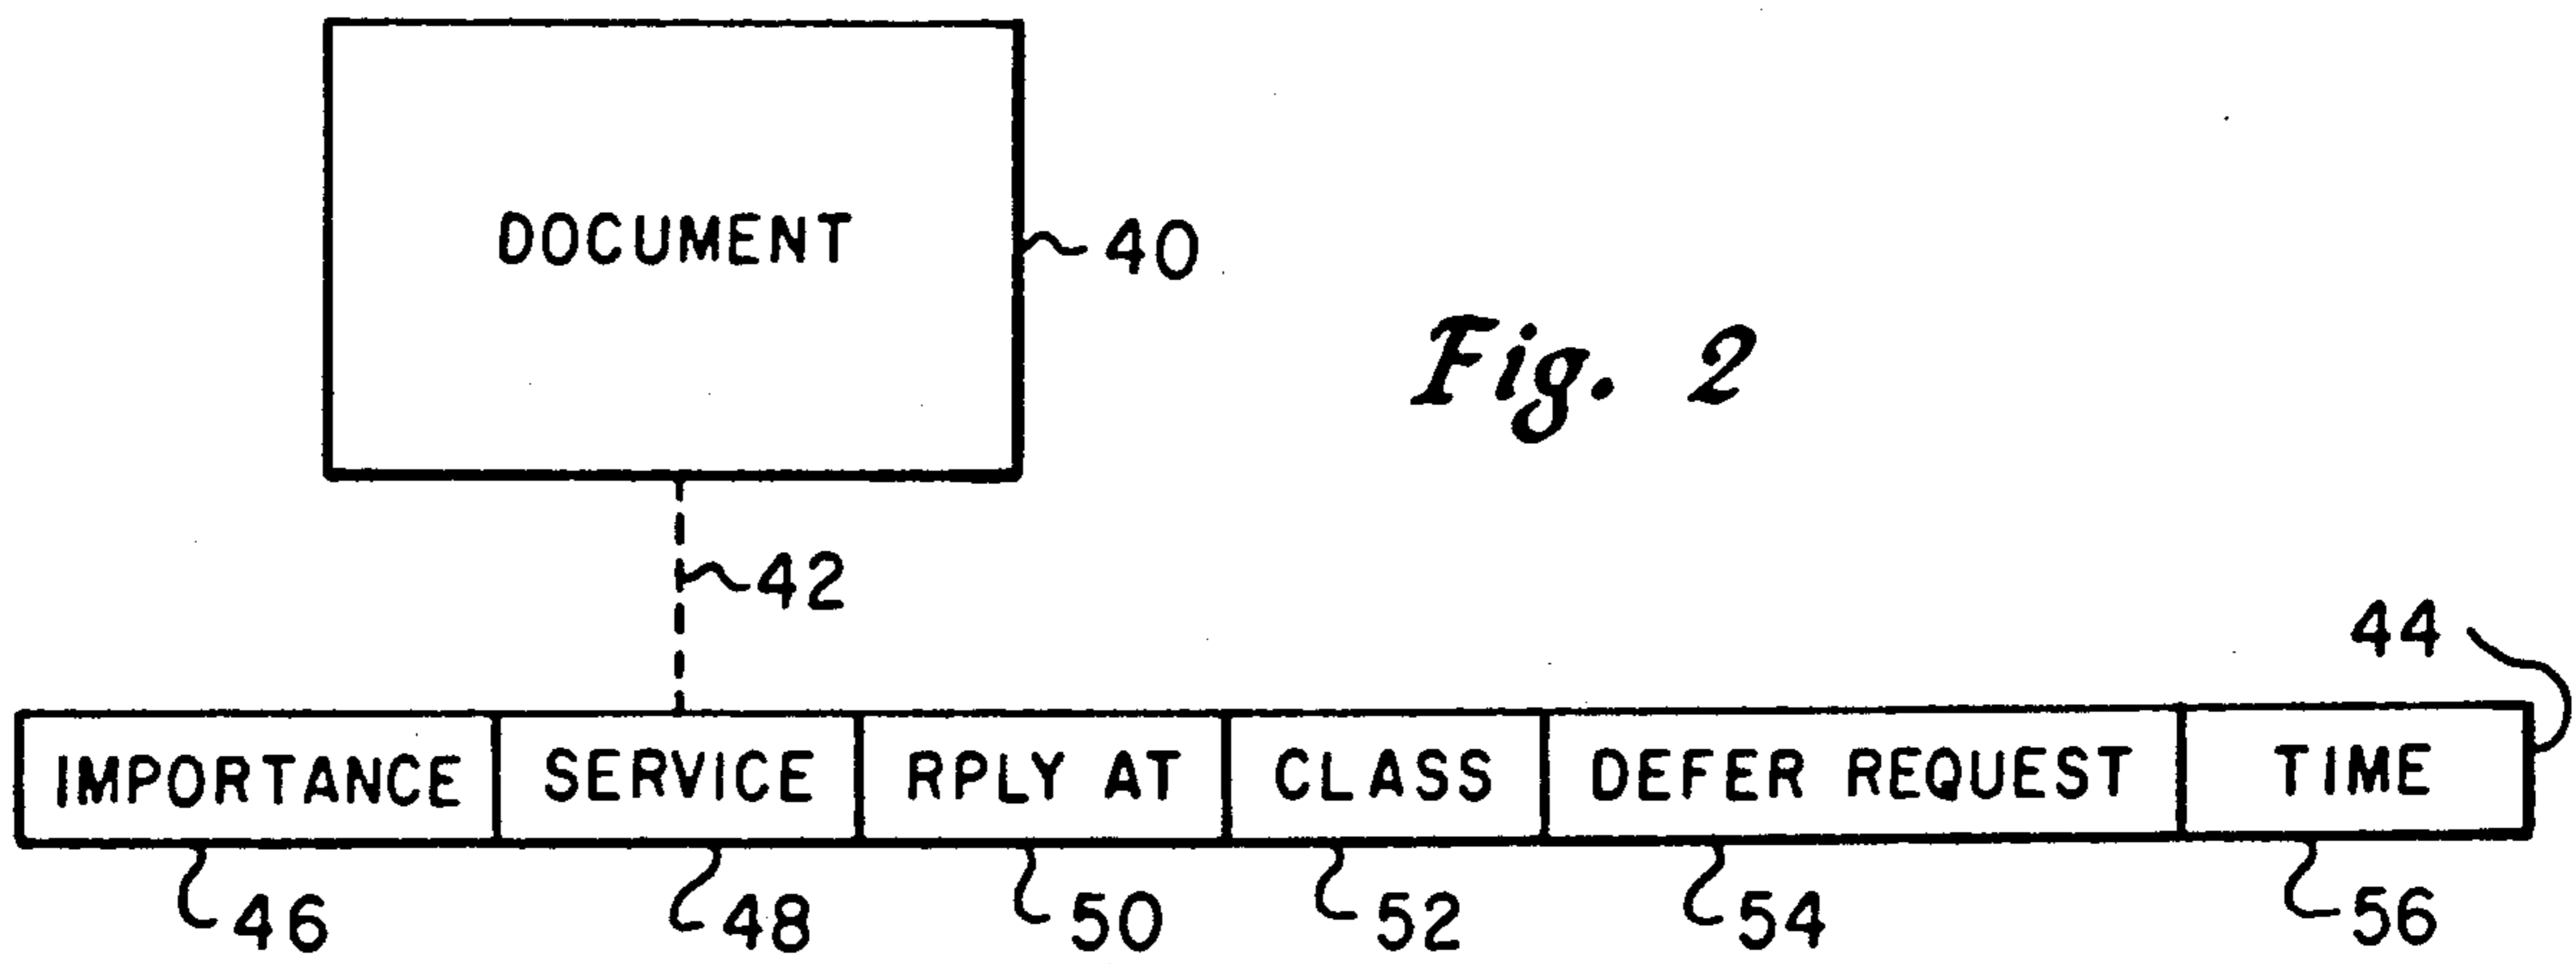 DOCUMENT
40
Fig. 2
42
44
IMPORTANCE SERVICE RPLY AT CLASS DEFER REQUEST TIME
46 48 50 52 54 56